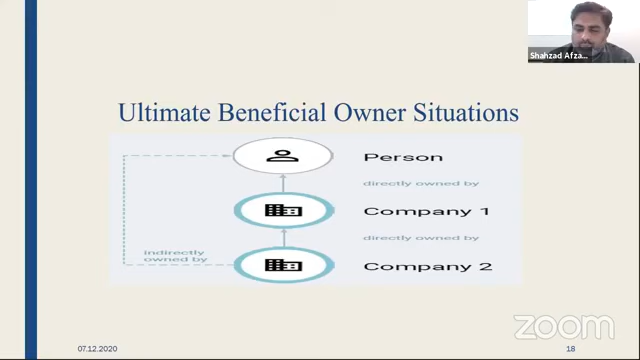 Shahzad Afza...
Ultimate Beneficial Owner Situations
Person
directly owned by
Company 1
directly owned by
indirectly
owned by
Company 2
zoom
07.12.2020
18